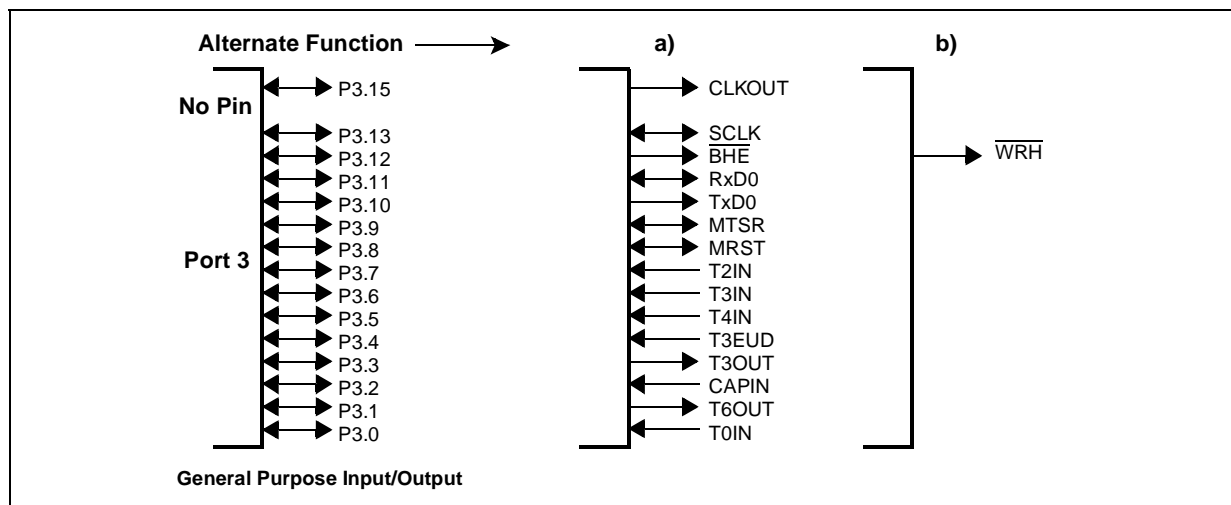 Alternate Function a) b)
P3.15 CLKOUT
No Pin
P3.13 SCLK
P3.12 BHE WRH
P3.11 RxD0
P3.10 TxD0
P3.9 MTSR
P3.8 MRST
Port 3
P3.7 T2IN
P3.6 T3IN
P3.5 T4IN
P3.4 T3EUD
P3.3 T3OUT
P3.2 CAPIN
P3.1 T6OUT
P3.0 T0IN
General Purpose Input/Output